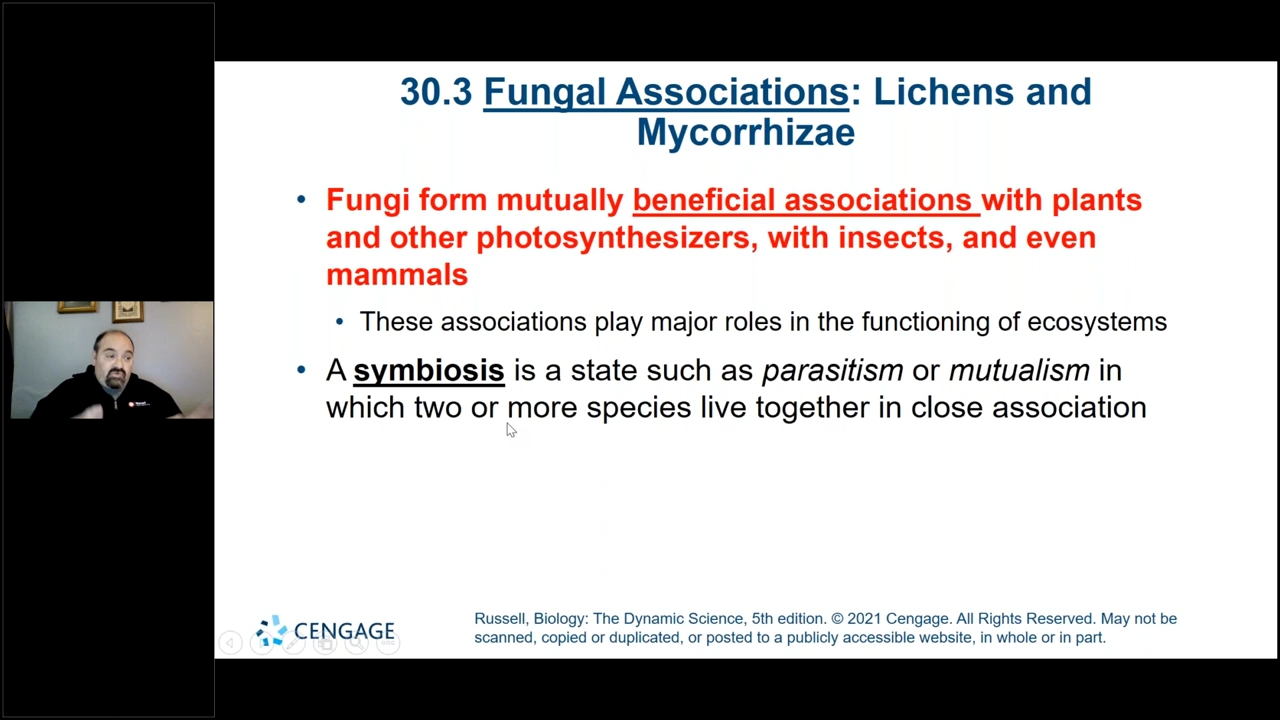 30.3 Fungal Associations: Lichens and
Mycorrhizae
• Fungi form mutually beneficial associations with plants
and other photosynthesizers, with insects, and even
mammals
• These associations play major roles in the functioning of ecosystems
• A symbiosis is a state such as parasitism or mutualism in
which two or more species live together in close association
CENGAGE
Russell, Biology: The Dynamic Science, 5th edition. © 2021 Cengage. All Rights Reserved. May not be
scanned, copied or duplicated, or posted to a publicly accessible website, in whole or in part.